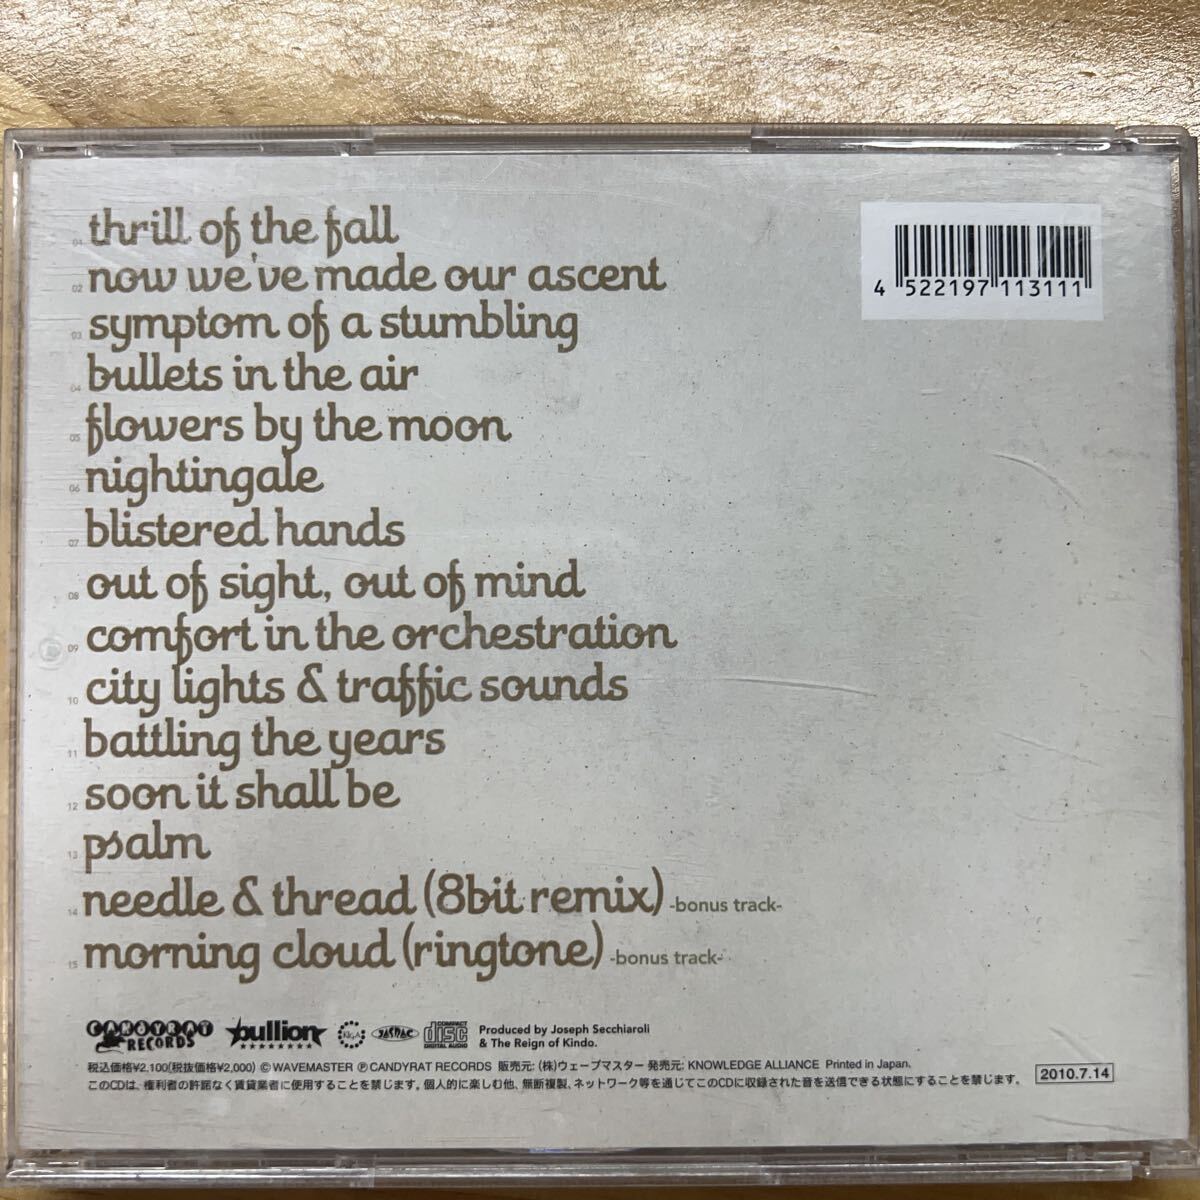 01 thrill of the fall
02 now we've made our ascent
03 symptom of a stumbling
04 bullets in the air
05 flowers by the moon
06 nightingale
07 blistered hands
08 out of sight, out of mind
09 comfort in the orchestration
10 city lights & traffic sounds
11 battling the years
12 soon it shall be
13 psalm
14 needle & thread (8bit remix) -bonus track-
15 morning cloud (ringtone) -bonus track-
4 522197 113111
CANDYRAT RECORDS
bullion
KIGA
JASRAC
COMPACT disc DIGITAL AUDIO
Produced by Joseph Secchiaroli
& The Reign of Kindo.
税込価格¥2,100(税抜価格¥2,000) © WAVEMASTER ℗ CANDYRAT RECORDS 販売元: (株)ウェーブマスター 発売元: KNOWLEDGE ALLIANCE Printed in Japan.
このCDは、権利者の許諾なく賃貸業者に使用することを禁じます。個人的に楽しむ他、無断複製、ネットワーク等を通じてこのCDに収録された音を送信できる状態にすることを禁じます。
2010.7.14